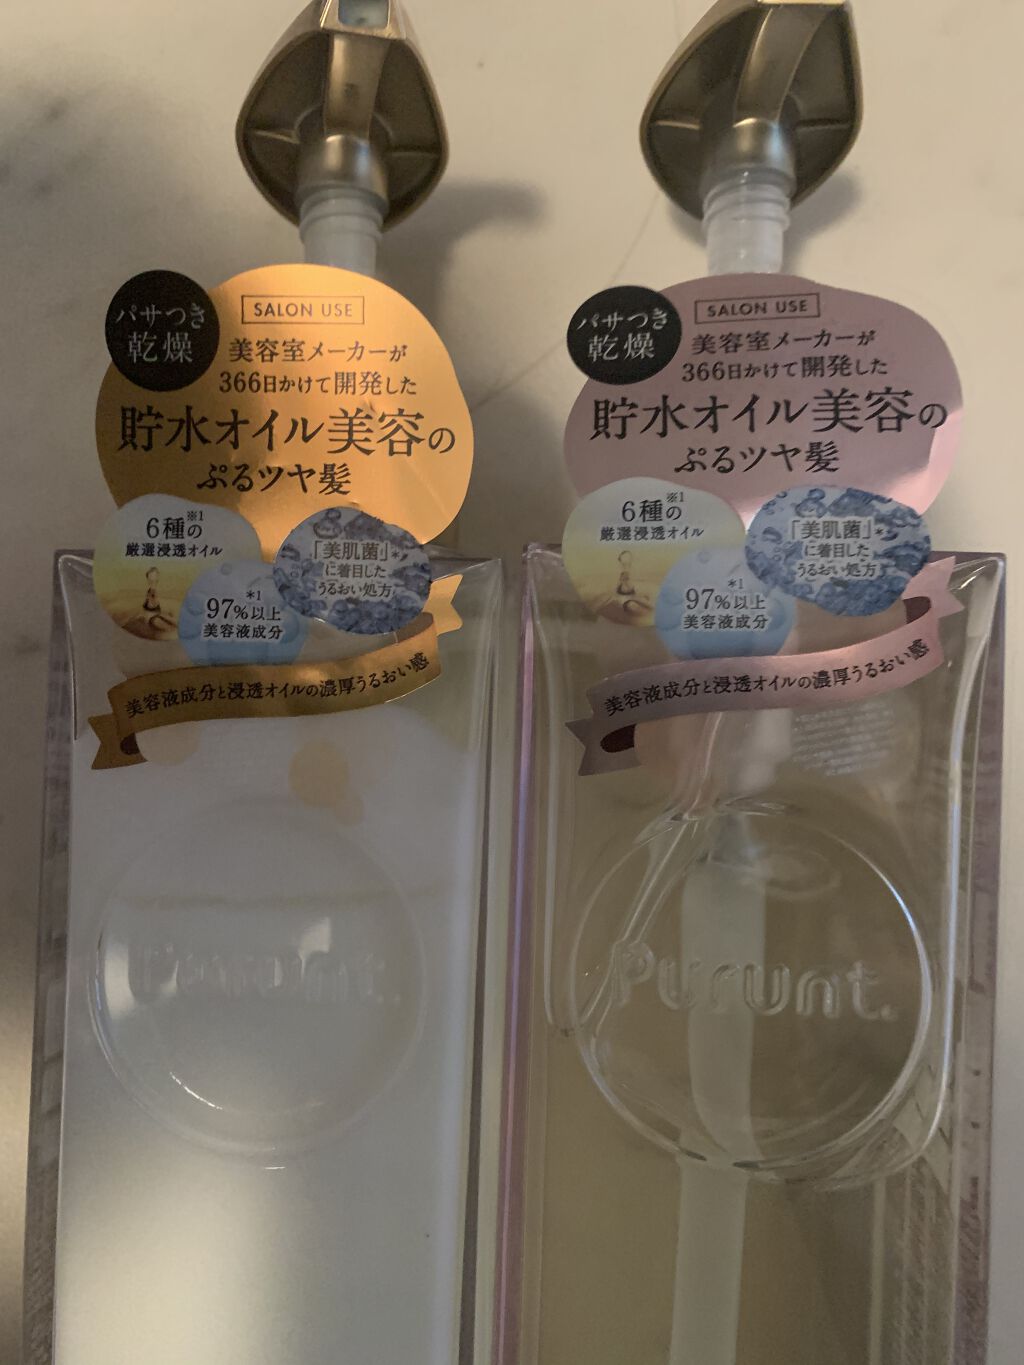 パサつき
乾燥
SALON USE
美容室メーカーが
366日かけて開発した
貯水オイル美容の
ぷるツヤ髪
6種の※1
厳選浸透オイル
「美肌菌」*
に着目した
うるおい処方
*1
97%以上
美容液成分
美容液成分と浸透オイルの濃厚うるおい感
Purunt.
パサつき
乾燥
SALON USE
美容室メーカーが
366日かけて開発した
貯水オイル美容の
ぷるツヤ髪
6種の※1
厳選浸透オイル
「美肌菌」*
に着目した
うるおい処方
*1
97%以上
美容液成分
美容液成分と浸透オイルの濃厚うるおい感
Purunt.